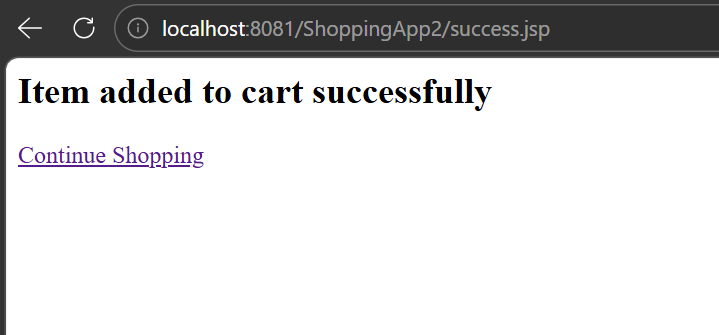 localhost:8081/ShoppingApp2/success.jsp
Item added to cart successfully
Continue Shopping